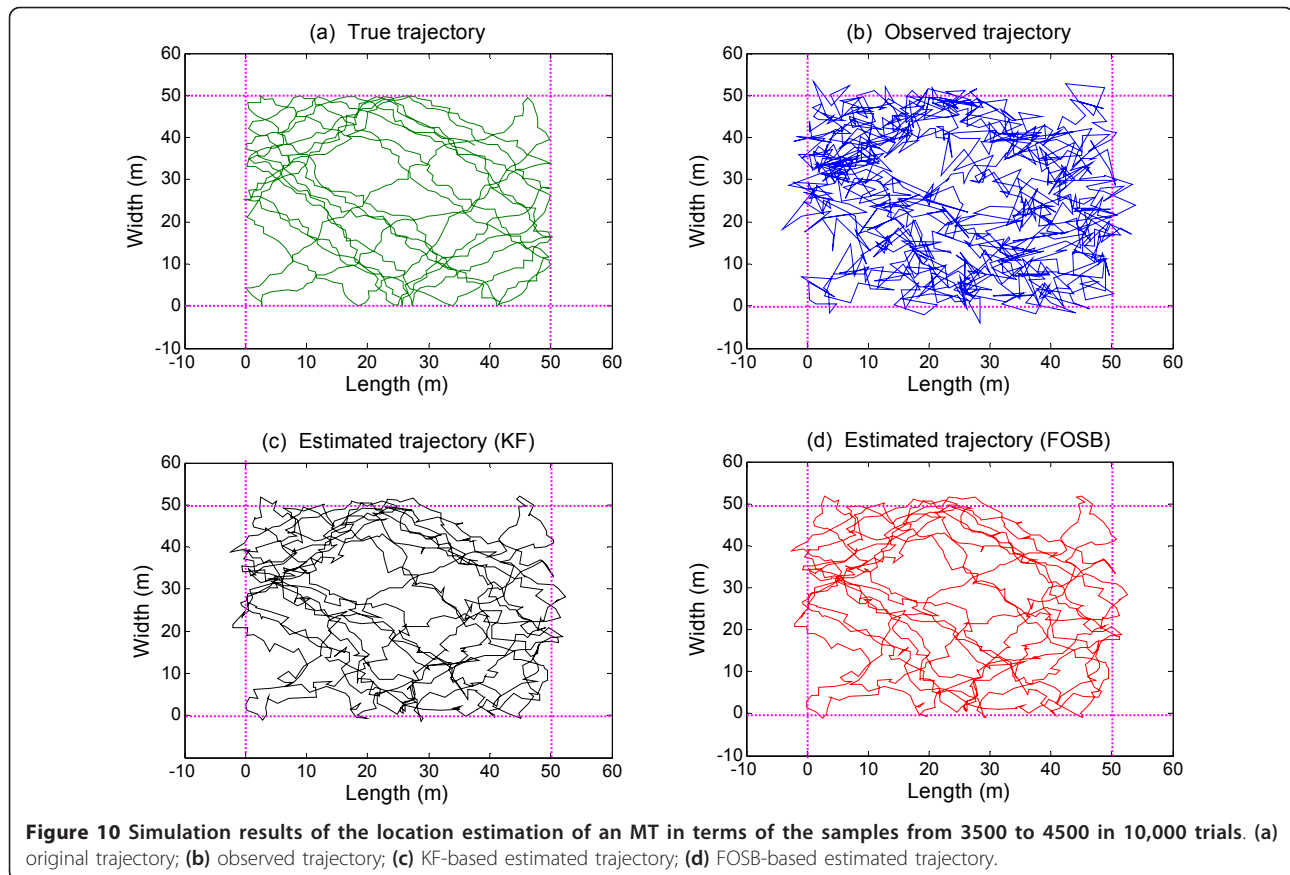 (a) True trajectory
60
50
40
30
20
10
0
-10
Width (m)
-10 0 10 20 30 40 50 60
Length (m)
(b) Observed trajectory
60
50
40
30
20
10
0
-10
Width (m)
-10 0 10 20 30 40 50 60
Length (m)
(c) Estimated trajectory (KF)
60
50
40
30
20
10
0
-10
Width (m)
-10 0 10 20 30 40 50 60
Length (m)
(d) Estimated trajectory (FOSB)
60
50
40
30
20
10
0
-10
Width (m)
-10 0 10 20 30 40 50 60
Length (m)
Figure 10 Simulation results of the location estimation of an MT in terms of the samples from 3500 to 4500 in 10,000 trials. (a)
original trajectory; (b) observed trajectory; (c) KF-based estimated trajectory; (d) FOSB-based estimated trajectory.